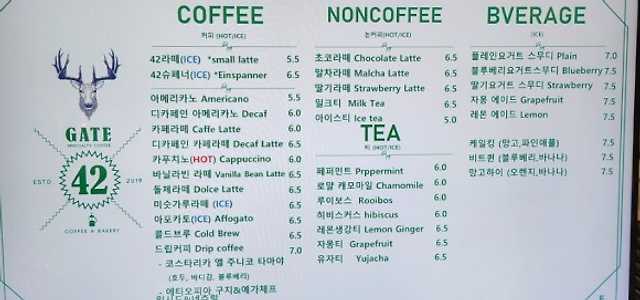 COFFEE
커피 (HOT/ICE)
42라떼(ICE) *small latte 5.5
42슈페너(ICE) *Einspanner 6.5
아메리카노 Americano 5.5
디카페인 아메리카노 Decaf 6.0
카페라떼 Caffe Latte 6.0
디카페인 카페라떼 Decaf Latte 6.5
카푸치노(HOT) Cappuccino 6.0
바닐라빈 라떼 Vanilla Bean Latte 6.5
돌체라떼 Dolce Latte 6.5
미숫가루라떼 (ICE) 6.5
아포카토(ICE) Affogato 6.5
콜드브루 Cold Brew 6.5
드립커피 Drip coffee 7.0
- 코스타리카 엘 주니코 타마야
(호두, 바디감, 블루베리)
- 에티오피아 구지&예가체프
NONCOFFEE
논커피(HOT/ICE)
초코라떼 Chocolate Latte 6.5
말차라떼 Malcha Latte 6.5
딸기라떼 Strawberry Latte 6.5
밀크티 Milk Tea 6.5
아이스티 Ice tea 5.0
TEA
티 (HOT/ICE)
페퍼민트 Prppermint 6.0
로얄 캐모마일 Chamomile 6.0
루이보스 Rooibos 6.0
히비스커스 hibiscus 6.0
레몬생강티 Lemon Ginger 6.5
자몽티 Grapefruit 6.5
유자티 Yujacha 6.5
BVERAGE
(ICE)
플레인요거트 스무디 Plain 7.0
블루베리요거트스무디 Blueberry 7.5
딸기요거트 스무디 Strawberry 7.5
자몽 에이드 Grapefruit 7.5
레몬 에이드 Lemon 7.5
케일킹 (망고,파인애플) 7.5
비트퀸 (블루베리,바나나) 7.5
망고하이 (오렌지,바나나) 7.5
GATE
SPECIALTY COFFEE
ESTD 42 2019
COFFEE & BAKERY